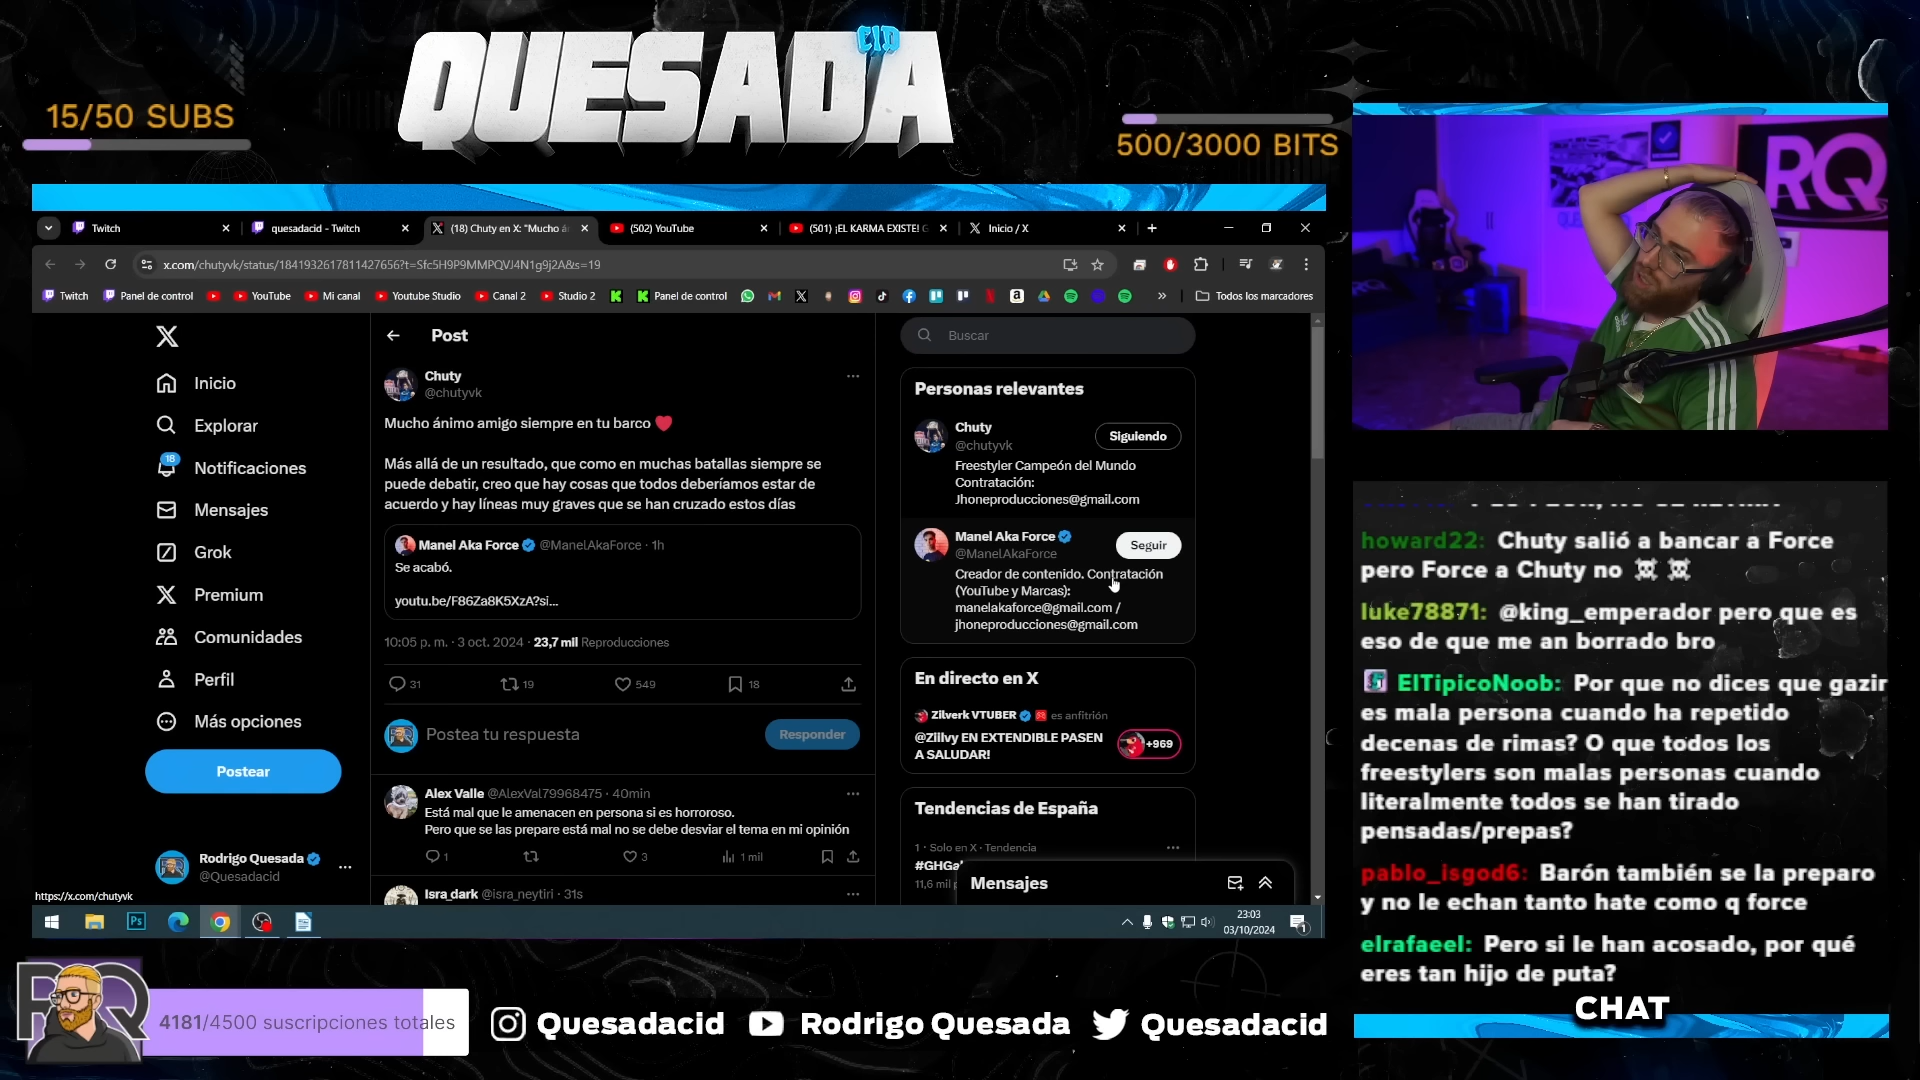 QUESADA
CID
15/50 SUBS
500/3000 BITS
RQ
Twitch
quesadacid - Twitch
(18) Chuty en X: "Mucho án
(502) YouTube
(501) ¡EL KARMA EXISTE! G
Inicio / X
x.com/chutyvk/status/1841932617811427656?t=Sfc5H9P9MMPQVJ4N1g9j2A&s=19
Twitch
Panel de control
YouTube
Mi canal
Youtube Studio
Canal 2
Studio 2
Panel de control
Todos los marcadores
Inicio
Explorar
18
Notificaciones
Mensajes
Grok
Premium
Comunidades
Perfil
Más opciones
Postear
Rodrigo Quesada
@Quesadacid
https://x.com/chutyvk
Post
Chuty
@chutyvk
Mucho ánimo amigo siempre en tu barco ❤️
Más allá de un resultado, que como en muchas batallas siempre se
puede debatir, creo que hay cosas que todos deberíamos estar de
acuerdo y hay líneas muy graves que se han cruzado estos días
Manel Aka Force @ManelAkaForce · 1h
Se acabó.
youtu.be/F86Za8K5XzA?si...
10:05 p. m. · 3 oct. 2024 · 23,7 mil Reproducciones
31
19
549
18
Postea tu respuesta
Responder
Alex Valle @AlexVal79968475 · 40min
Está mal que le amenacen en persona si es horroroso.
Pero que se las prepare está mal no se debe desviar el tema en mi opinión
1
3
1 mil
Isra_dark @isra_neytiri · 31s
Buscar
Personas relevantes
Chuty
@chutyvk
Siguiendo
Freestyler Campeón del Mundo
Contratación:
Jhoneproducciones@gmail.com
Manel Aka Force
@ManelAkaForce
Seguir
Creador de contenido. Contratación
(YouTube y Marcas):
manelakaforce@gmail.com /
jhoneproducciones@gmail.com
En directo en X
Zilverk VTUBER es anfitrión
@Zillvy EN EXTENDIBLE PASEN
A SALUDAR!
+969
Tendencias de España
1 · Solo en X · Tendencia
#GHGa
11,6 mil p
Mensajes
23:03
03/10/2024
1
howard22: Chuty salió a bancar a Force
pero Force a Chuty no ☠️ ☠️
luke78871: @king_emperador pero que es
eso de que me an borrado bro
ElTipicoNoob: Por que no dices que gazir
es mala persona cuando ha repetido
decenas de rimas? O que todos los
freestylers son malas personas cuando
literalmente todos se han tirado
pensadas/prepas?
pablo_isgod6: Barón también se la preparo
y no le echan tanto hate como q force
elrafaeel: Pero si le han acosado, por qué
eres tan hijo de puta?
CHAT
RQ
4181/4500 suscripciones totales
Quesadacid
Rodrigo Quesada
Quesadacid